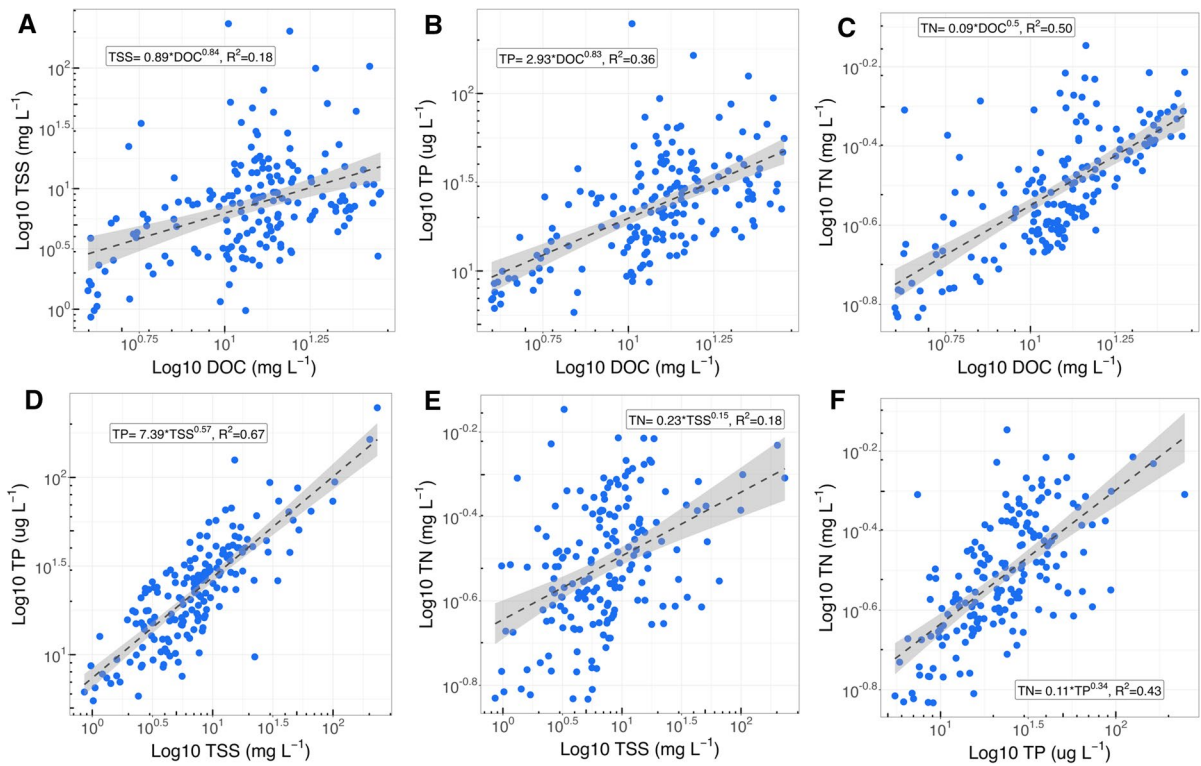 A
TSS= 0.89*DOC^0.84, R^2=0.18
Log10 TSS (mg L^−1)
10^2
10^1.5
10^1
10^0.5
10^0
10^0.75
10^1
10^1.25
Log10 DOC (mg L^−1)
B
TP= 2.93*DOC^0.83, R^2=0.36
Log10 TP (ug L^−1)
10^2
10^1.5
10^1
10^0.75
10^1
10^1.25
Log10 DOC (mg L^−1)
C
TN= 0.09*DOC^0.5, R^2=0.50
Log10 TN (mg L^−1)
10^−0.2
10^−0.4
10^−0.6
10^−0.8
10^0.75
10^1
10^1.25
Log10 DOC (mg L^−1)
D
TP= 7.39*TSS^0.57, R^2=0.67
Log10 TP (ug L^−1)
10^2
10^1.5
10^1
10^0
10^0.5
10^1
10^1.5
10^2
Log10 TSS (mg L^−1)
E
TN= 0.23*TSS^0.15, R^2=0.18
Log10 TN (mg L^−1)
10^−0.2
10^−0.4
10^−0.6
10^−0.8
10^0
10^0.5
10^1
10^1.5
10^2
Log10 TSS (mg L^−1)
F
Log10 TN (mg L^−1)
10^−0.2
10^−0.4
10^−0.6
10^−0.8
TN= 0.11*TP^0.34, R^2=0.43
10^1
10^1.5
10^2
Log10 TP (ug L^−1)